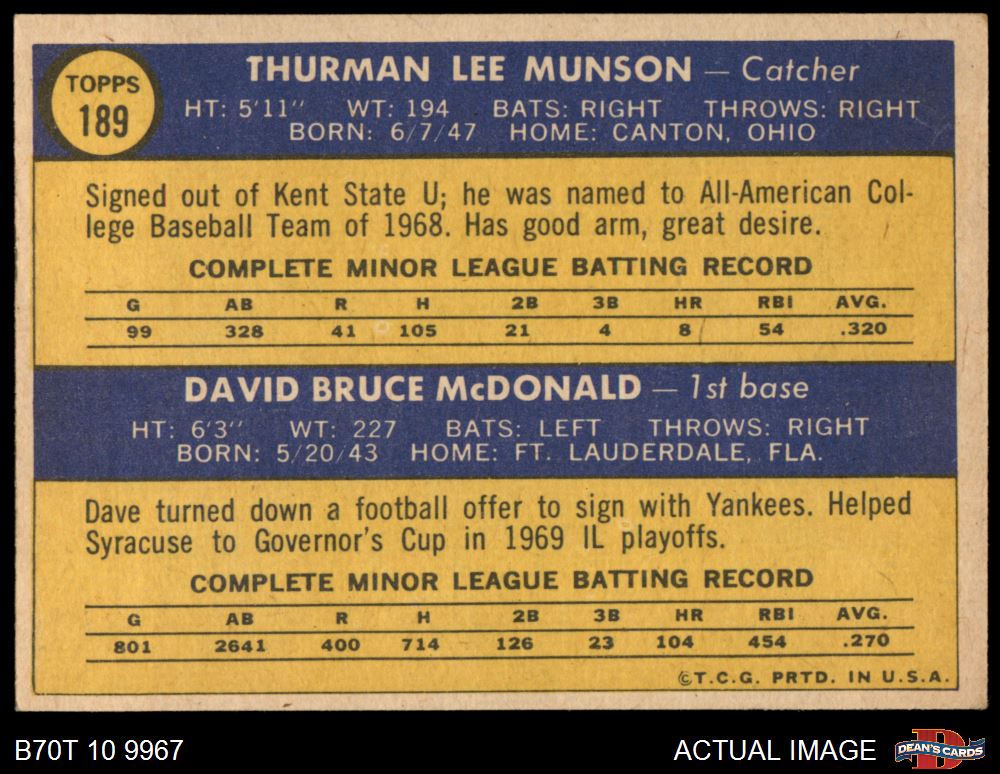 TOPPS
189
THURMAN LEE MUNSON — Catcher
HT: 5'11" WT: 194 BATS: RIGHT THROWS: RIGHT
BORN: 6/7/47 HOME: CANTON, OHIO
Signed out of Kent State U; he was named to All-American Col-
lege Baseball Team of 1968. Has good arm, great desire.
COMPLETE MINOR LEAGUE BATTING RECORD
G AB R H 2B 3B HR RBI AVG.
99 328 41 105 21 4 8 54 .320
DAVID BRUCE McDONALD — 1st base
HT: 6'3" WT: 227 BATS: LEFT THROWS: RIGHT
BORN: 5/20/43 HOME: FT. LAUDERDALE, FLA.
Dave turned down a football offer to sign with Yankees. Helped
Syracuse to Governor's Cup in 1969 IL playoffs.
COMPLETE MINOR LEAGUE BATTING RECORD
G AB R H 2B 3B HR RBI AVG.
801 2641 400 714 126 23 104 454 .270
©T.C.G. PRTD. IN U.S.A.
B70T 10 9967 ACTUAL IMAGE DEAN'S CARDS